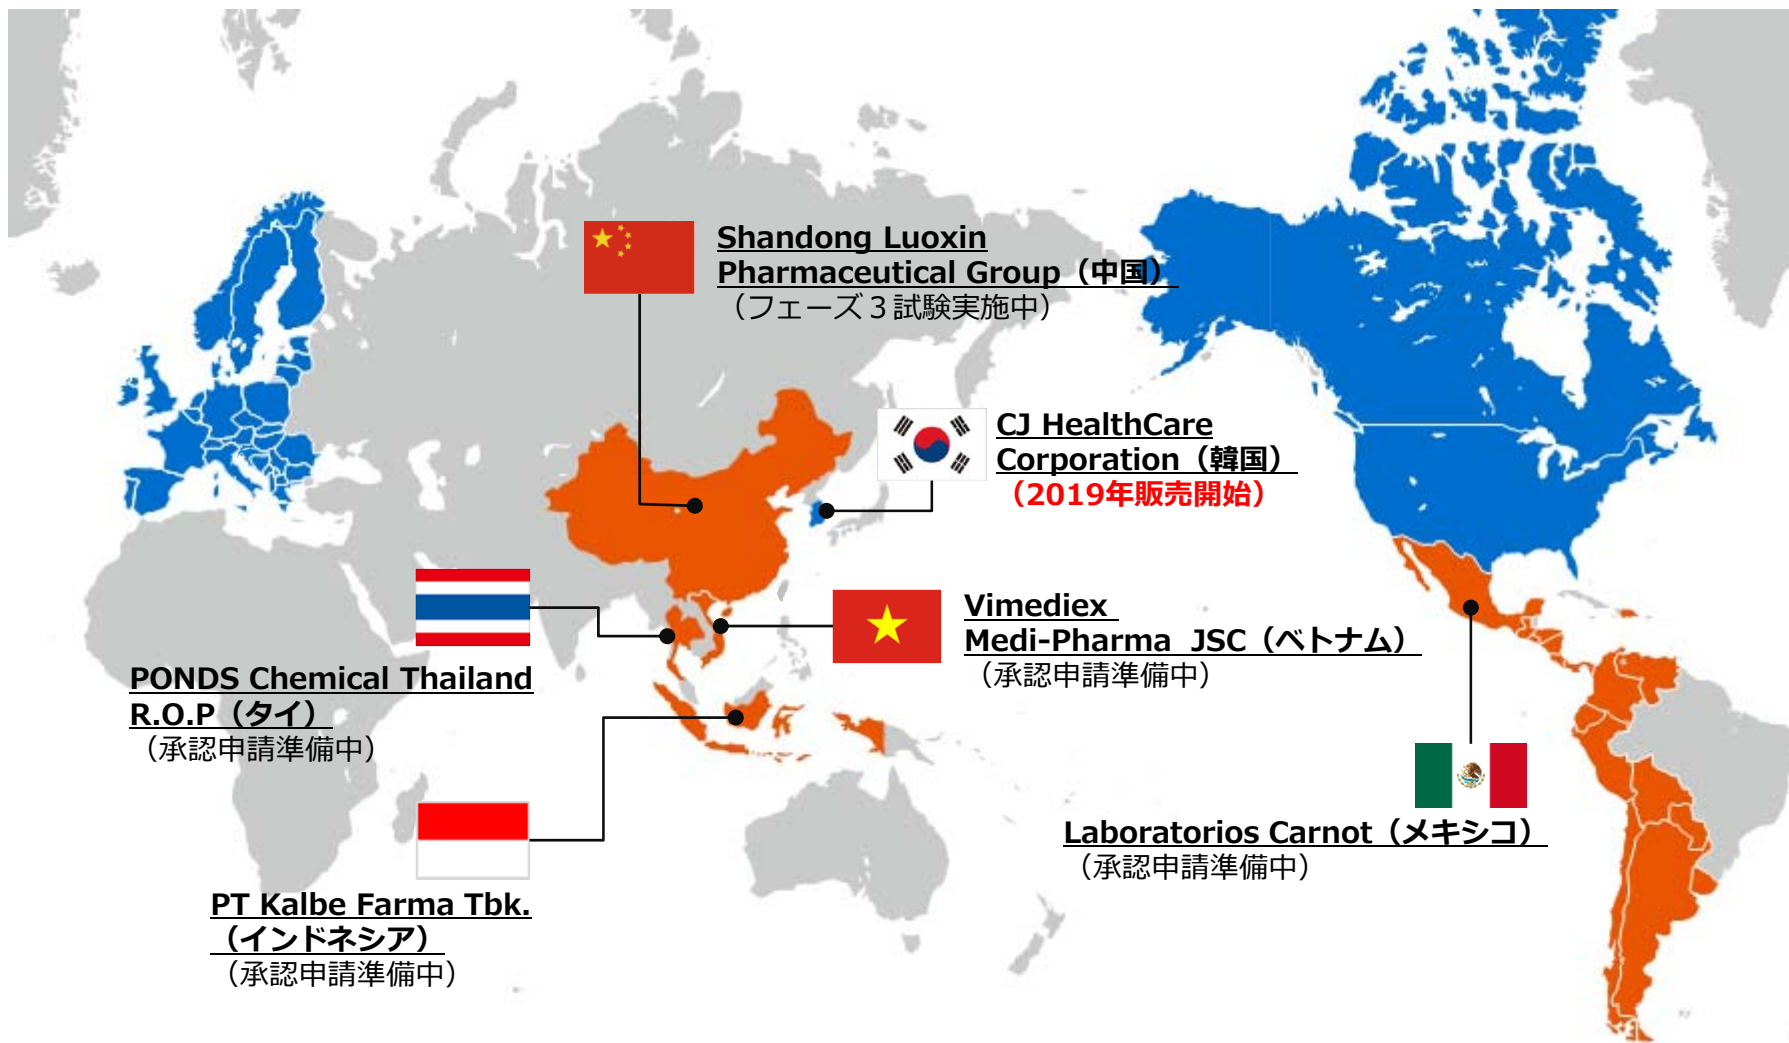 Shandong Luoxin
Pharmaceutical Group（中国）
（フェーズ３試験実施中）
CJ HealthCare
Corporation（韓国）
（2019年販売開始）
Vimediex
Medi-Pharma JSC（ベトナム）
（承認申請準備中）
PONDS Chemical Thailand
R.O.P（タイ）
（承認申請準備中）
Laboratorios Carnot（メキシコ）
（承認申請準備中）
PT Kalbe Farma Tbk.
（インドネシア）
（承認申請準備中）